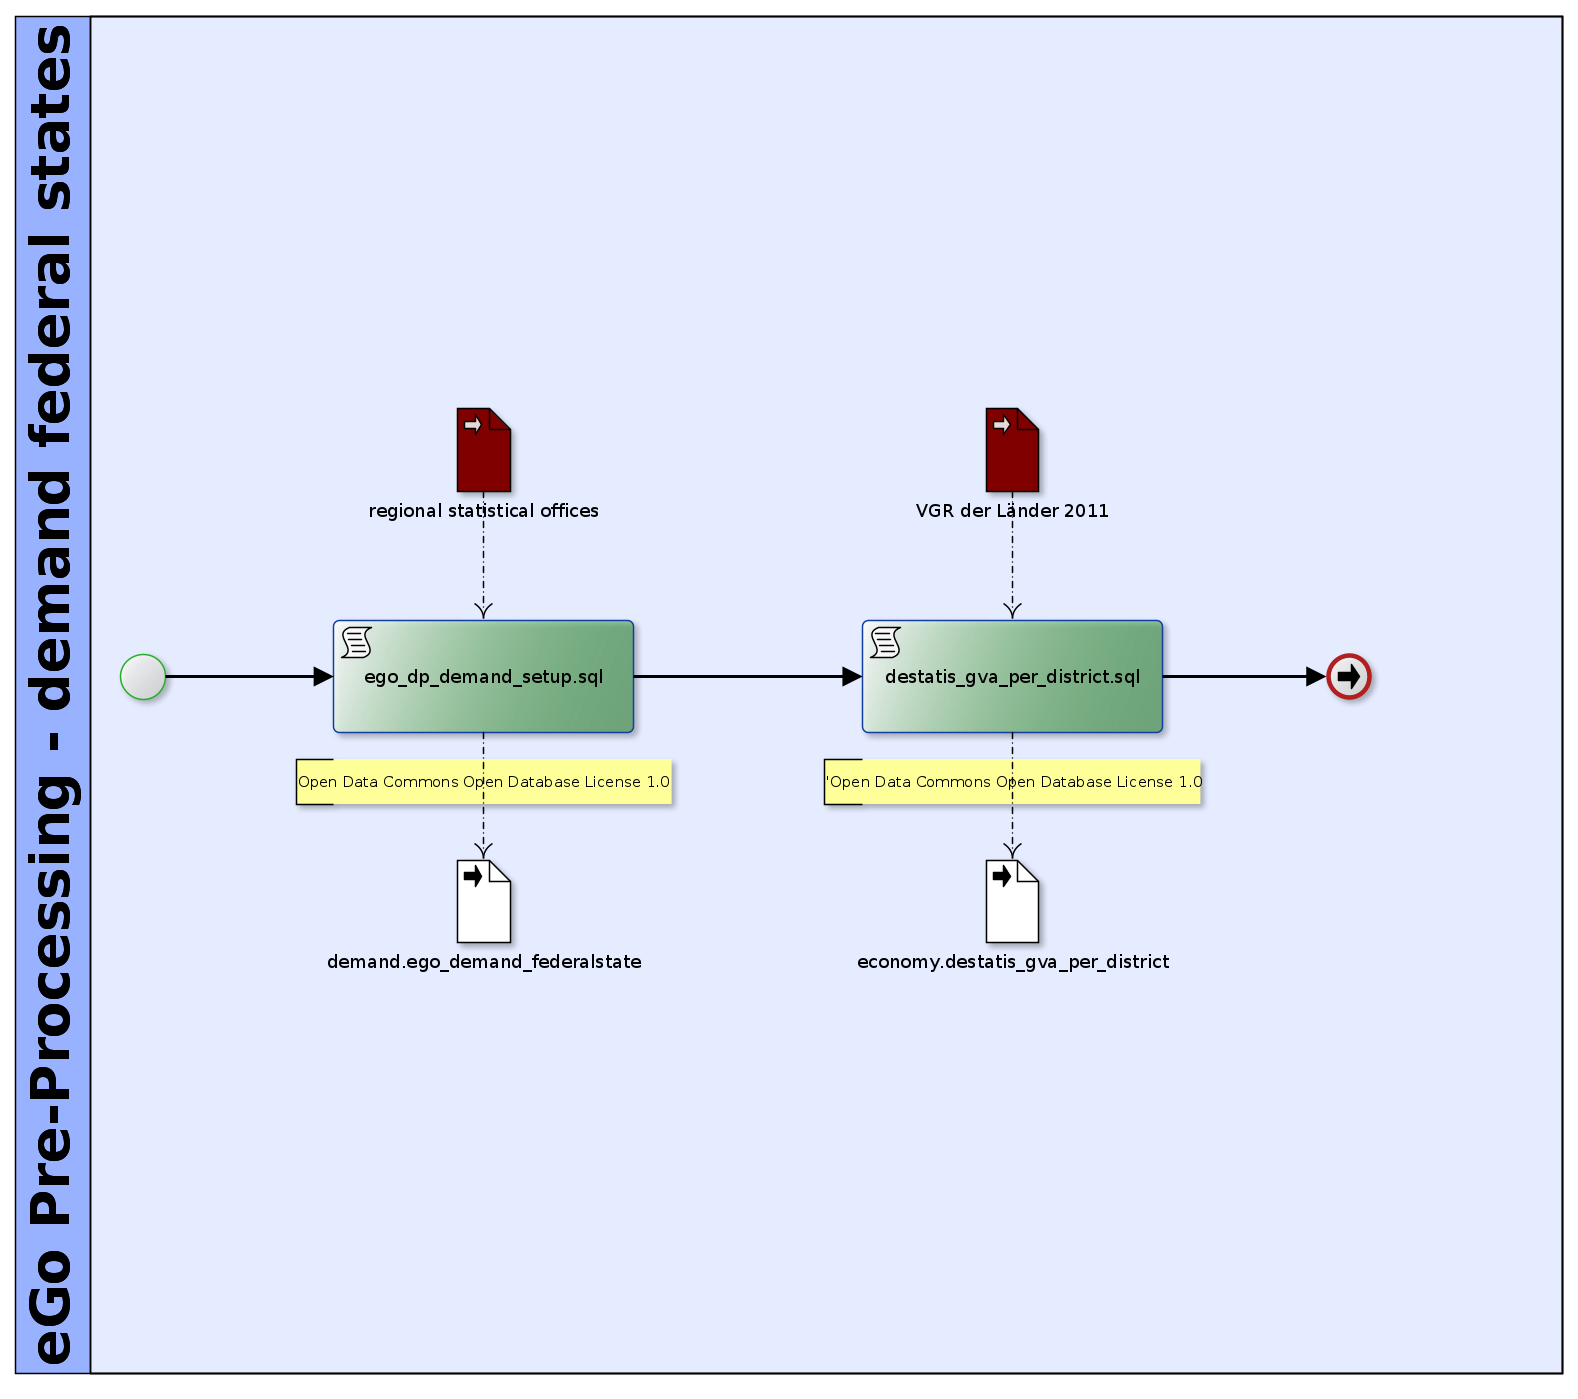 eGo Pre-Processing - demand federal states
regional statistical offices
VGR der Länder 2011
ego_dp_demand_setup.sql
destatis_gva_per_district.sql
Open Data Commons Open Database License 1.0
'Open Data Commons Open Database License 1.0
demand.ego_demand_federalstate
economy.destatis_gva_per_district